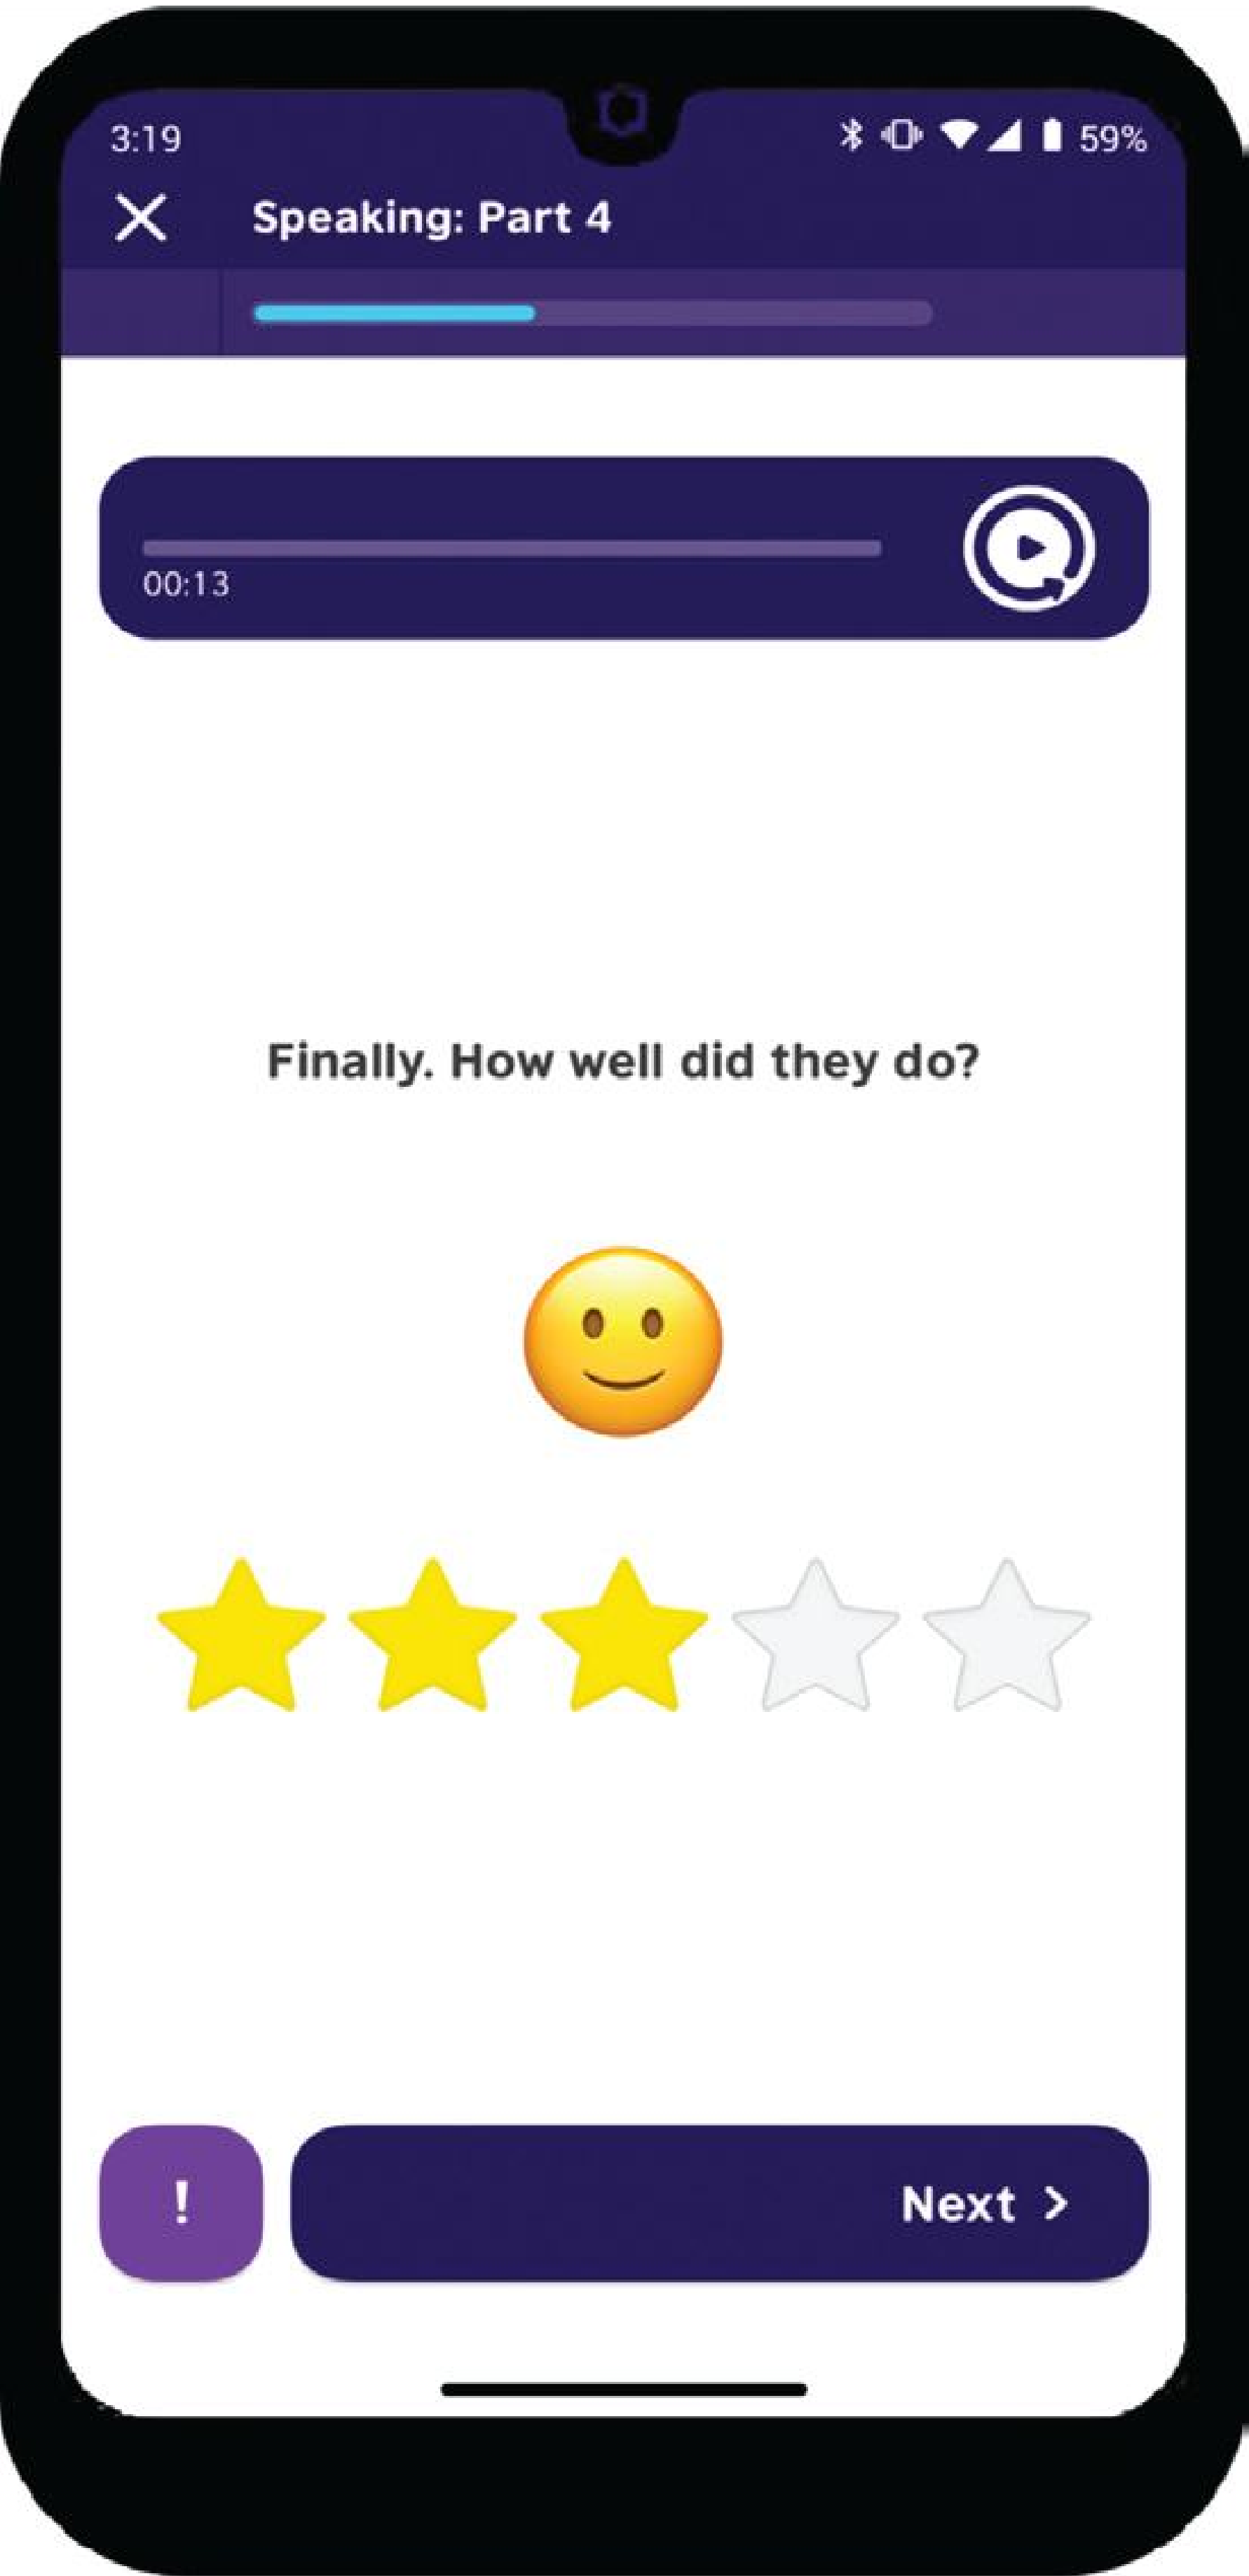 3:19
59%
Speaking: Part 4
00:13
Finally. How well did they do?
!
Next >